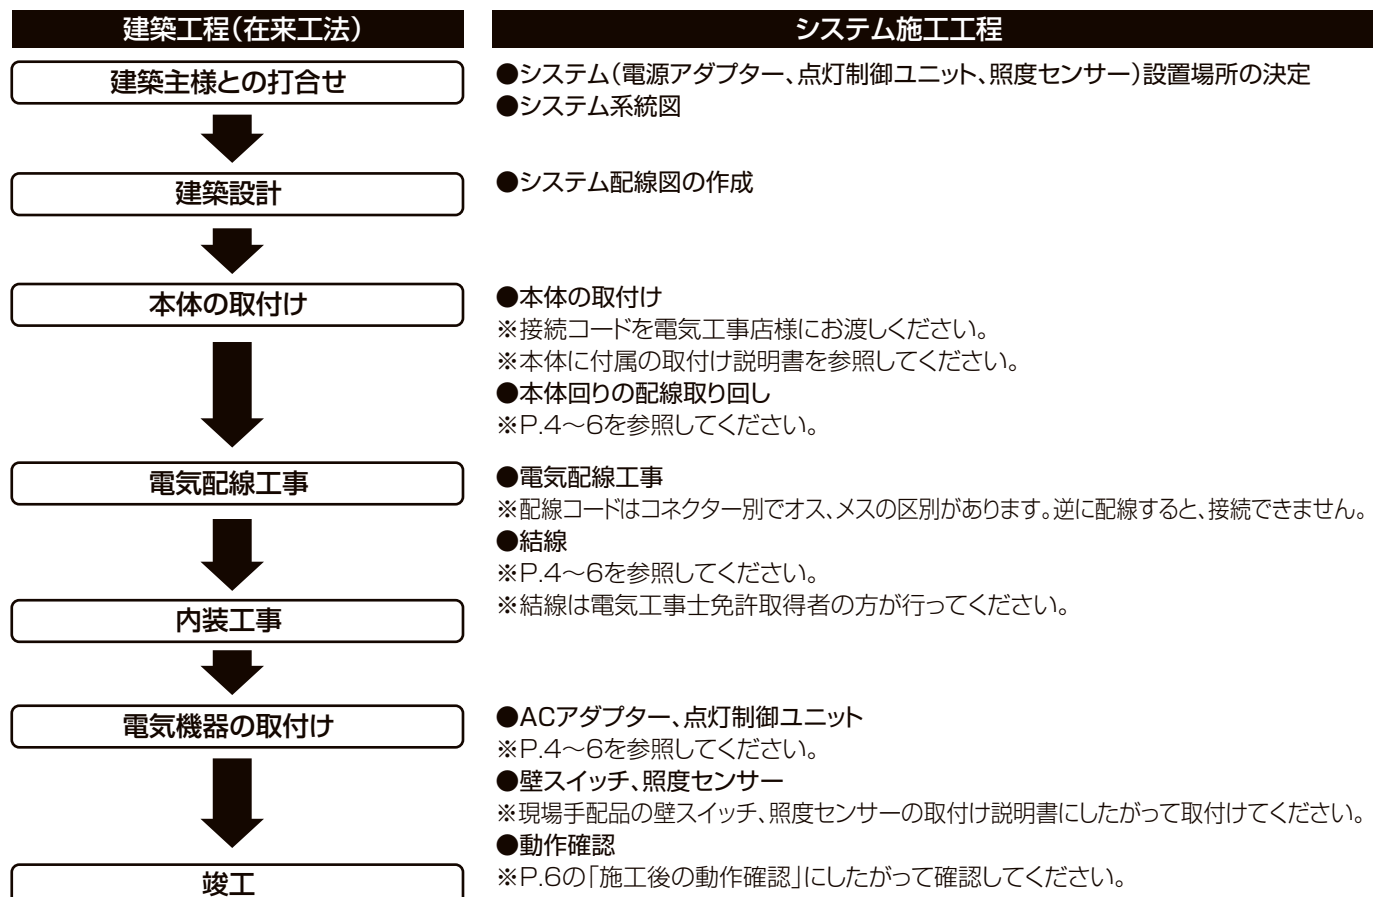 建築工程(在来工法)
システム施工工程
建築主様との打合せ
●システム(電源アダプター、点灯制御ユニット、照度センサー)設置場所の決定
●システム系統図
建築設計
●システム配線図の作成
本体の取付け
●本体の取付け
※接続コードを電気工事店様にお渡しください。
※本体に付属の取付け説明書を参照してください。
●本体回りの配線取り回し
※P.4〜6を参照してください。
電気配線工事
●電気配線工事
※配線コードはコネクター別でオス、メスの区別があります。逆に配線すると、接続できません。
●結線
※P.4〜6を参照してください。
※結線は電気工事士免許取得者の方が行ってください。
内装工事
電気機器の取付け
●ACアダプター、点灯制御ユニット
※P.4〜6を参照してください。
●壁スイッチ、照度センサー
※現場手配品の壁スイッチ、照度センサーの取付け説明書にしたがって取付けてください。
●動作確認
※P.6の「施工後の動作確認」にしたがって確認してください。
竣工